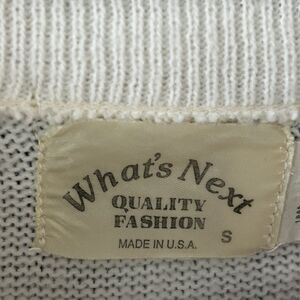 What's Next
QUALITY
FASHION
MADE IN U.S.A.
S